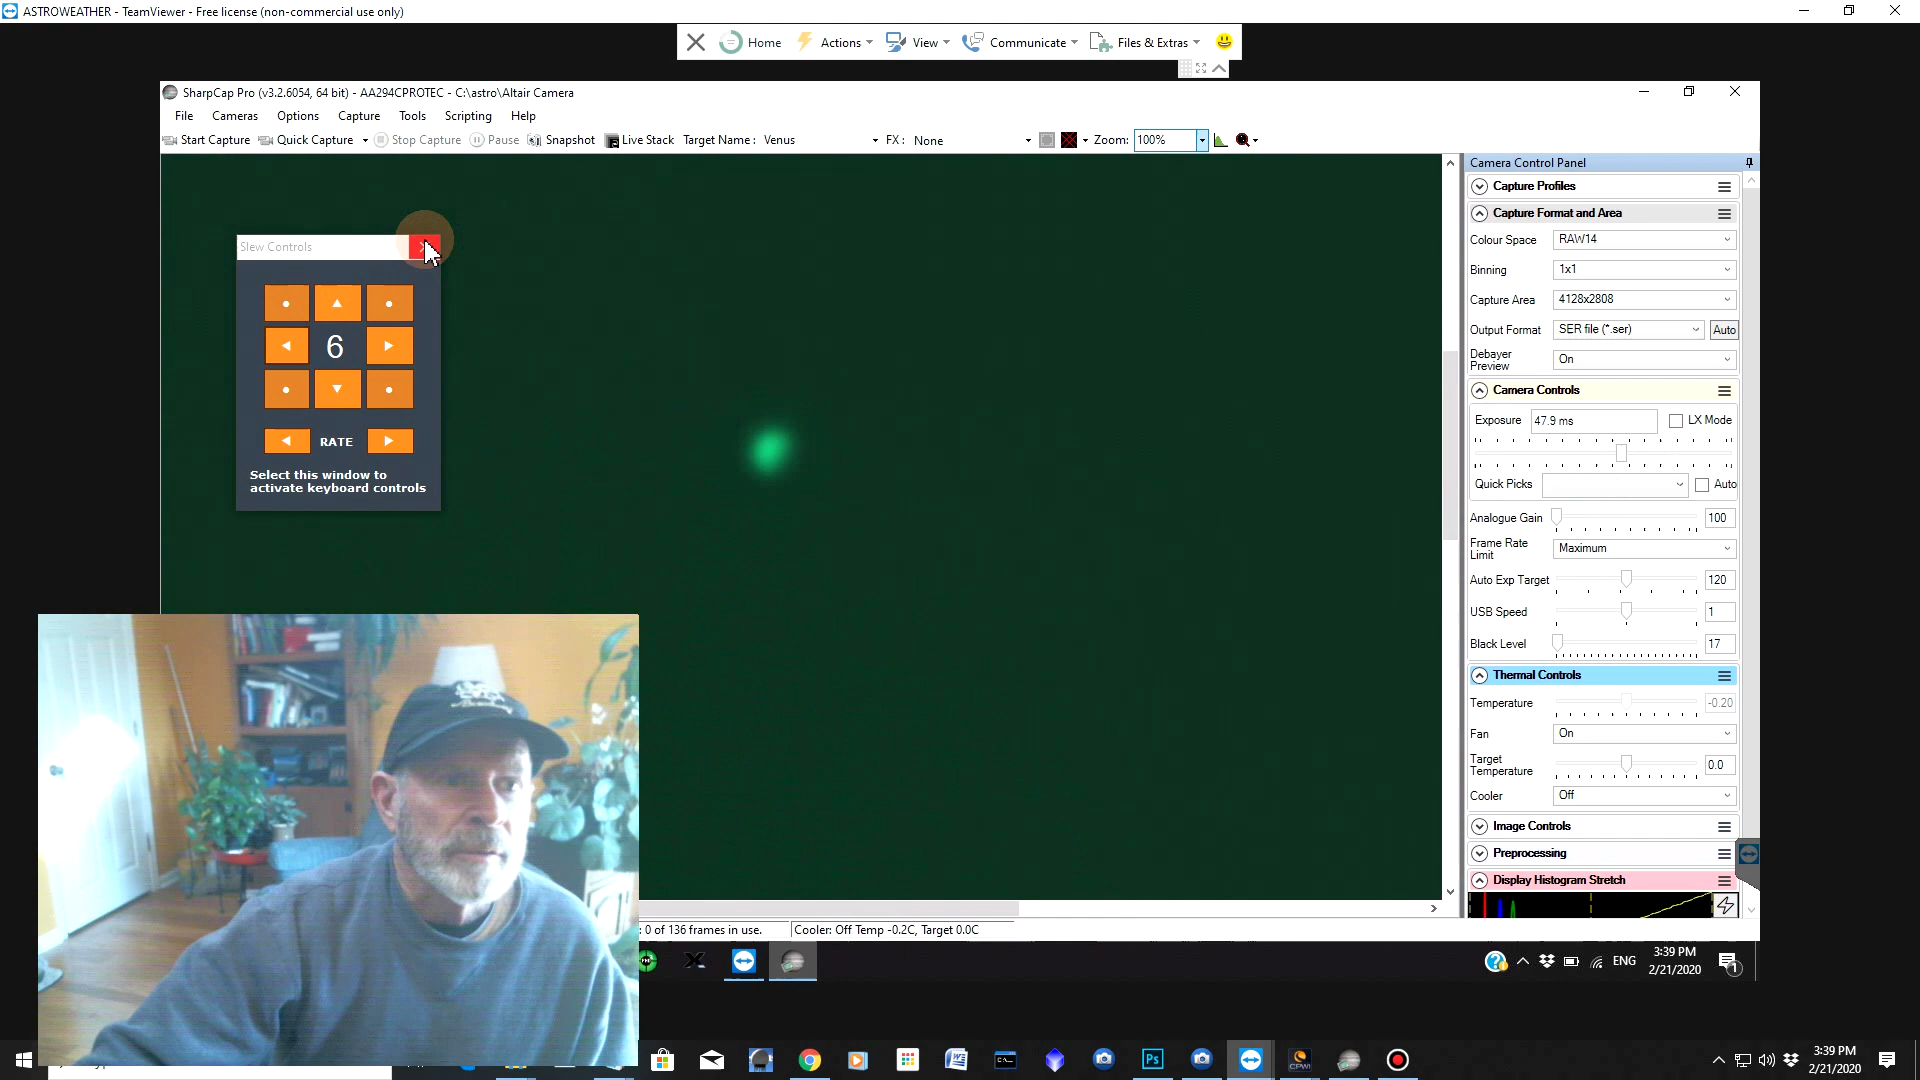 ASTROWEATHER - TeamViewer - Free license (non-commercial use only)
Home Actions View Communicate Files & Extras
SharpCap Pro (v3.2.6054, 64 bit) - AA294CPROTEC - C:\astro\Altair Camera
File Cameras Options Capture Tools Scripting Help
Start Capture Quick Capture Stop Capture Pause Snapshot Live Stack Target Name : Venus FX : None Zoom: 100%
Slew Controls
6
RATE
Select this window to
activate keyboard controls
Camera Control Panel
Capture Profiles
Capture Format and Area
Colour Space RAW14
Binning 1x1
Capture Area 4128x2808
Output Format SER file (*.ser) Auto
Debayer
Preview On
Camera Controls
Exposure 47.9 ms LX Mode
Quick Picks Auto
Analogue Gain 100
Frame Rate
Limit Maximum
Auto Exp Target 120
USB Speed 1
Black Level 17
Thermal Controls
Temperature -0.20
Fan On
Target
Temperature 0.0
Cooler Off
Image Controls
Preprocessing
Display Histogram Stretch
: 0 of 136 frames in use. Cooler: Off Temp -0.2C, Target 0.0C
ENG 3:39 PM
2/21/2020 1
Ps CPWI
3:39 PM
2/21/2020